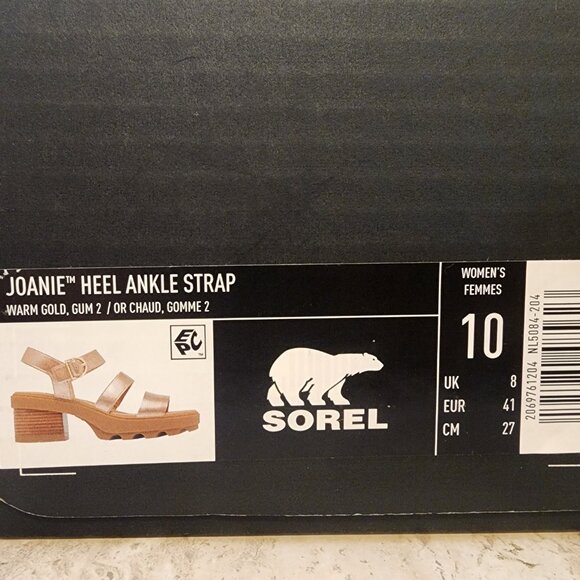 JOANIE™ HEEL ANKLE STRAP
WARM GOLD, GUM 2 / OR CHAUD, GOMME 2
EPC™
SOREL
WOMEN'S
FEMMES
10
UK 8
EUR 41
CM 27
2069761204 NL5084-204